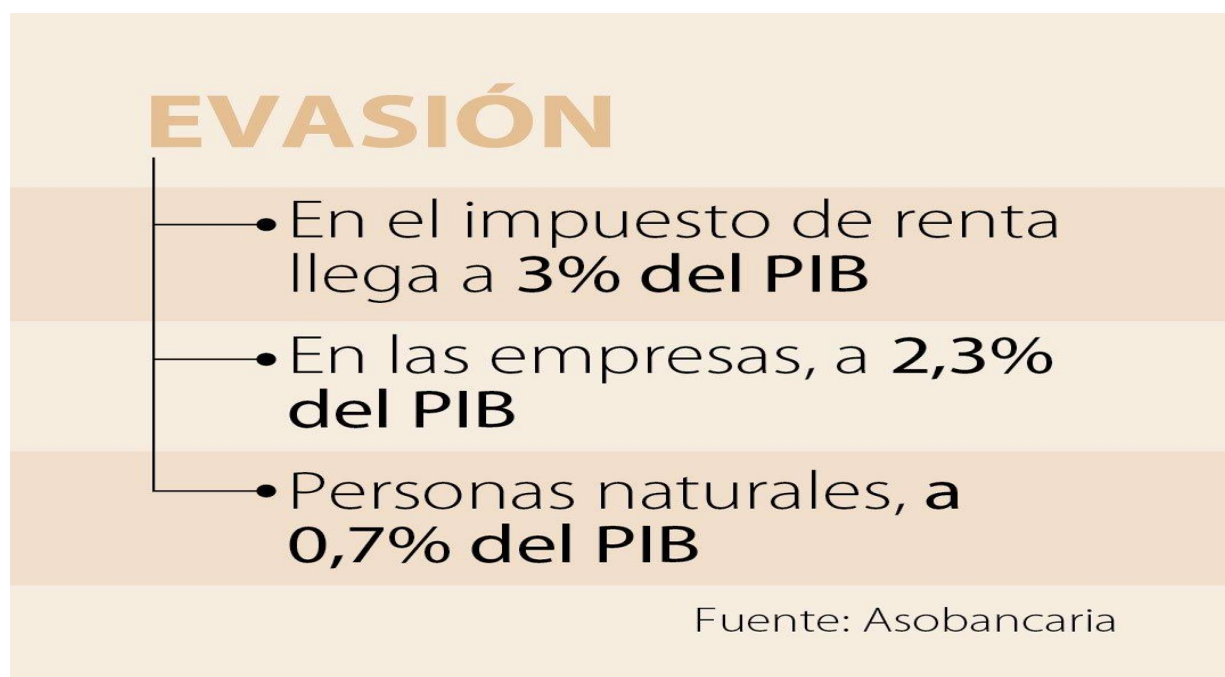 EVASIÓN
En el impuesto de renta
llega a 3% del PIB
En las empresas, a 2,3%
del PIB
Personas naturales, a
0,7% del PIB
Fuente: Asobancaria